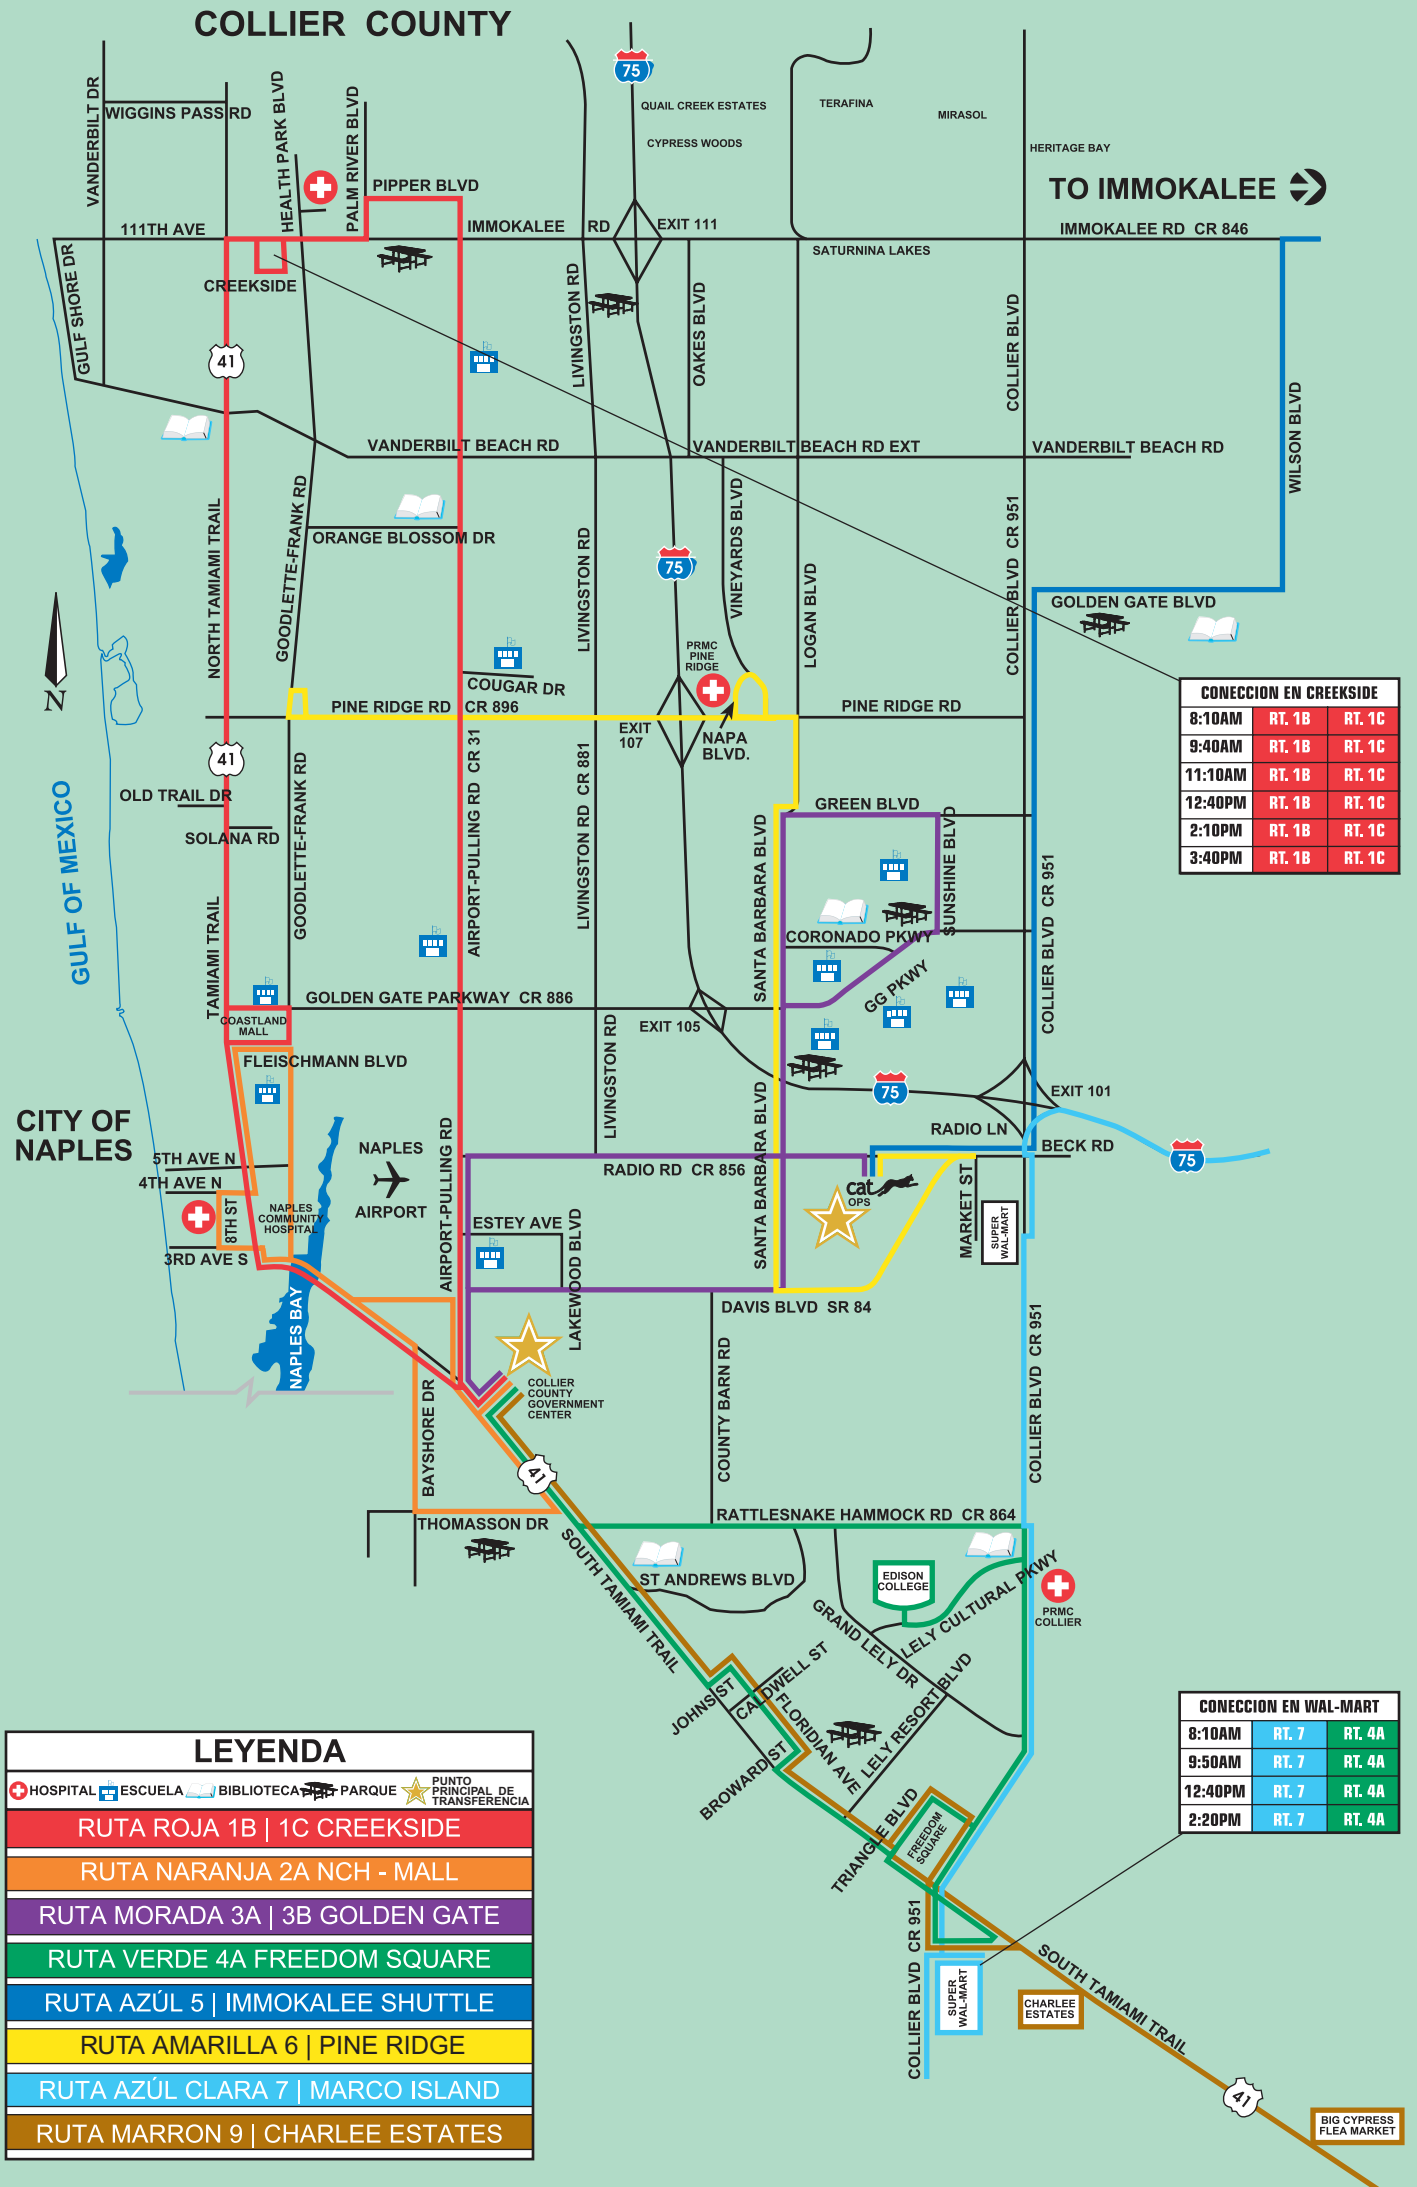 COLLIER COUNTY
75
VANDERBILT DR
WIGGINS PASS RD
HEALTH PARK BLVD
PALM RIVER BLVD
QUAIL CREEK ESTATES
TERAFINA
MIRASOL
CYPRESS WOODS
HERITAGE BAY
PIPPER BLVD
TO IMMOKALEE
111TH AVE
IMMOKALEE RD
EXIT 111
IMMOKALEE RD CR 846
SATURNINA LAKES
GULF SHORE DR
CREEKSIDE
LIVINGSTON RD
OAKES BLVD
COLLIER BLVD
41
WILSON BLVD
VANDERBILT BEACH RD
VANDERBILT BEACH RD EXT
VANDERBILT BEACH RD
NORTH TAMIAMI TRAIL
GOODLETTE-FRANK RD
ORANGE BLOSSOM DR
LIVINGSTON RD
75
VINEYARDS BLVD
LOGAN BLVD
COLLIER BLVD CR 951
GOLDEN GATE BLVD
N
COUGAR DR
PRMC
PINE
RIDGE
PINE RIDGE RD CR 896
PINE RIDGE RD
EXIT
107
NAPA
BLVD.
CONECCION EN CREEKSIDE
8:10AM RT. 1B RT. 1C
9:40AM RT. 1B RT. 1C
11:10AM RT. 1B RT. 1C
12:40PM RT. 1B RT. 1C
2:10PM RT. 1B RT. 1C
3:40PM RT. 1B RT. 1C
41
OLD TRAIL DR
SOLANA RD
GULF OF MEXICO
TAMIAMI TRAIL
GOODLETTE-FRANK RD
AIRPORT-PULLING RD CR 31
LIVINGSTON RD CR 881
SANTA BARBARA BLVD
GREEN BLVD
SUNSHINE BLVD
CORONADO PKWY
GG PKWY
COLLIER BLVD CR 951
GOLDEN GATE PARKWAY CR 886
COASTLAND
MALL
EXIT 105
LIVINGSTON RD
FLEISCHMANN BLVD
75
EXIT 101
CITY OF
NAPLES
RADIO LN
BECK RD
75
5TH AVE N
4TH AVE N
NAPLES
AIRPORT
AIRPORT-PULLING RD
RADIO RD CR 856
SANTA BARBARA BLVD
cat
OPS
MARKET ST
SUPER
WAL-MART
8TH ST
NAPLES
COMMUNITY
HOSPITAL
3RD AVE S
ESTEY AVE
LAKEWOOD BLVD
DAVIS BLVD SR 84
NAPLES BAY
COLLIER
COUNTY
GOVERNMENT
CENTER
BAYSHORE DR
COUNTY BARN RD
COLLIER BLVD CR 951
41
THOMASSON DR
RATTLESNAKE HAMMOCK RD CR 864
SOUTH TAMIAMI TRAIL
ST ANDREWS BLVD
EDISON
COLLEGE
LELY CULTURAL PKWY
PRMC
COLLIER
GRAND LELY DR
LELY RESORT BLVD
JOHNS ST
CALDWELL ST
FLORIDIAN AVE
BROWARD ST
TRIANGLE BLVD
FREEDOM
SQUARE
CONECCION EN WAL-MART
8:10AM RT. 7 RT. 4A
9:50AM RT. 7 RT. 4A
12:40PM RT. 7 RT. 4A
2:20PM RT. 7 RT. 4A
COLLIER BLVD CR 951
SUPER
WAL-MART
SOUTH TAMIAMI TRAIL
CHARLEE
ESTATES
41
BIG CYPRESS
FLEA MARKET
LEYENDA
HOSPITAL ESCUELA BIBLIOTECA PARQUE PUNTO
PRINCIPAL DE
TRANSFERENCIA
RUTA ROJA 1B | 1C CREEKSIDE
RUTA NARANJA 2A NCH - MALL
RUTA MORADA 3A | 3B GOLDEN GATE
RUTA VERDE 4A FREEDOM SQUARE
RUTA AZÚL 5 | IMMOKALEE SHUTTLE
RUTA AMARILLA 6 | PINE RIDGE
RUTA AZÚL CLARA 7 | MARCO ISLAND
RUTA MARRON 9 | CHARLEE ESTATES